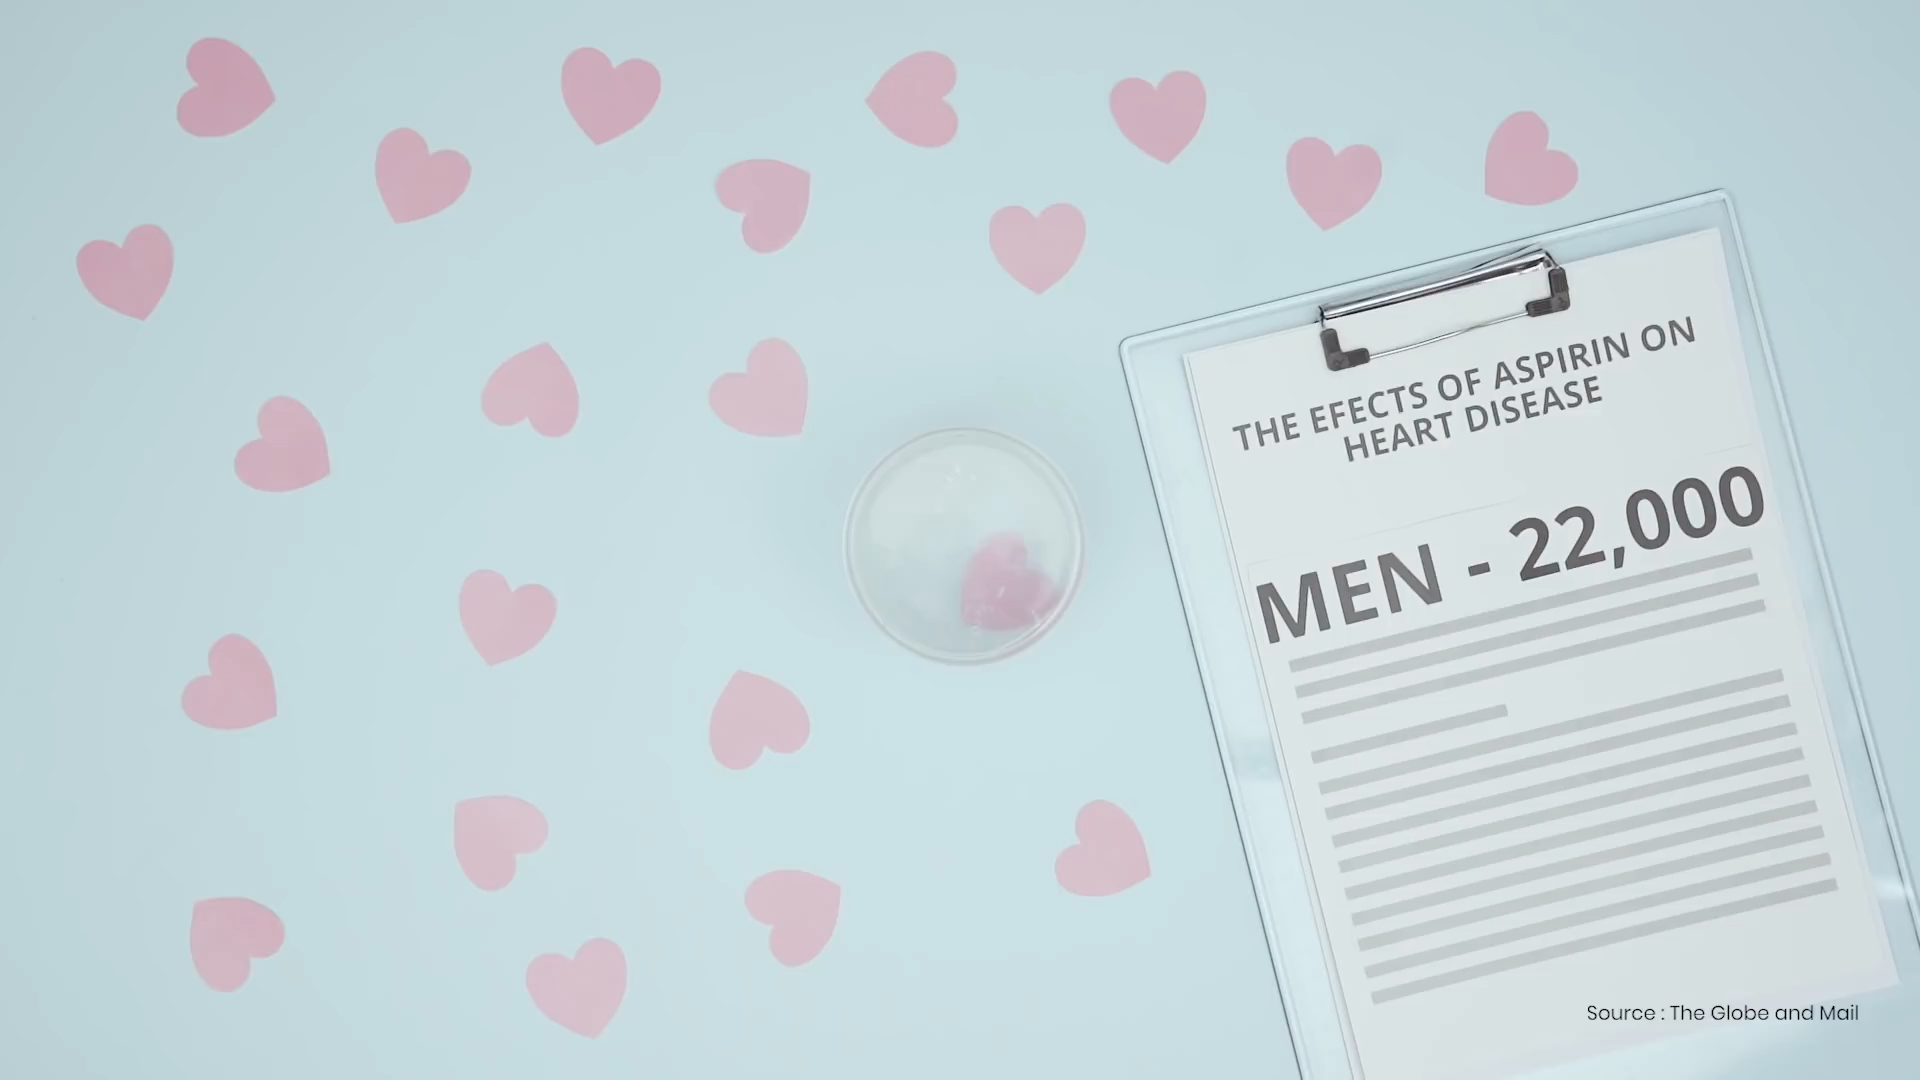 THE EFECTS OF ASPIRIN ON
HEART DISEASE
MEN - 22,000
Source : The Globe and Mail